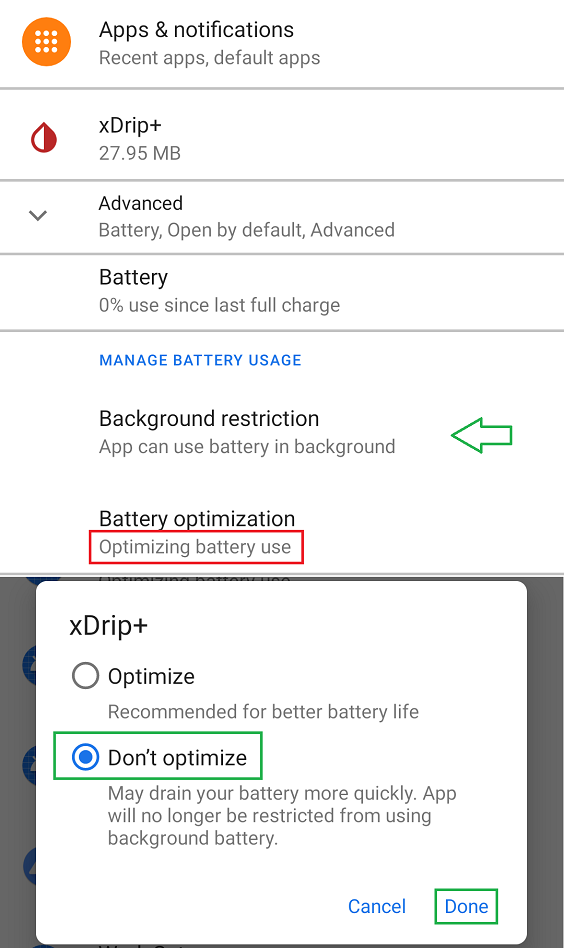 Apps & notifications
Recent apps, default apps
xDrip+
27.95 MB
Advanced
Battery, Open by default, Advanced
Battery
0% use since last full charge
MANAGE BATTERY USAGE
Background restriction
App can use battery in background
Battery optimization
Optimizing battery use
Optimizing battery use
xDrip+
Optimize
Recommended for better battery life
Don’t optimize
May drain your battery more quickly. App
will no longer be restricted from using
background battery.
Cancel
Done